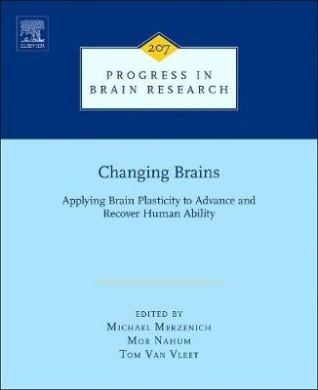 ELSEVIER
207
PROGRESS IN
BRAIN RESEARCH
Changing Brains
Applying Brain Plasticity to Advance and
Recover Human Ability
EDITED BY
MICHAEL MERZENICH
MOR NAHUM
TOM VAN VLEET